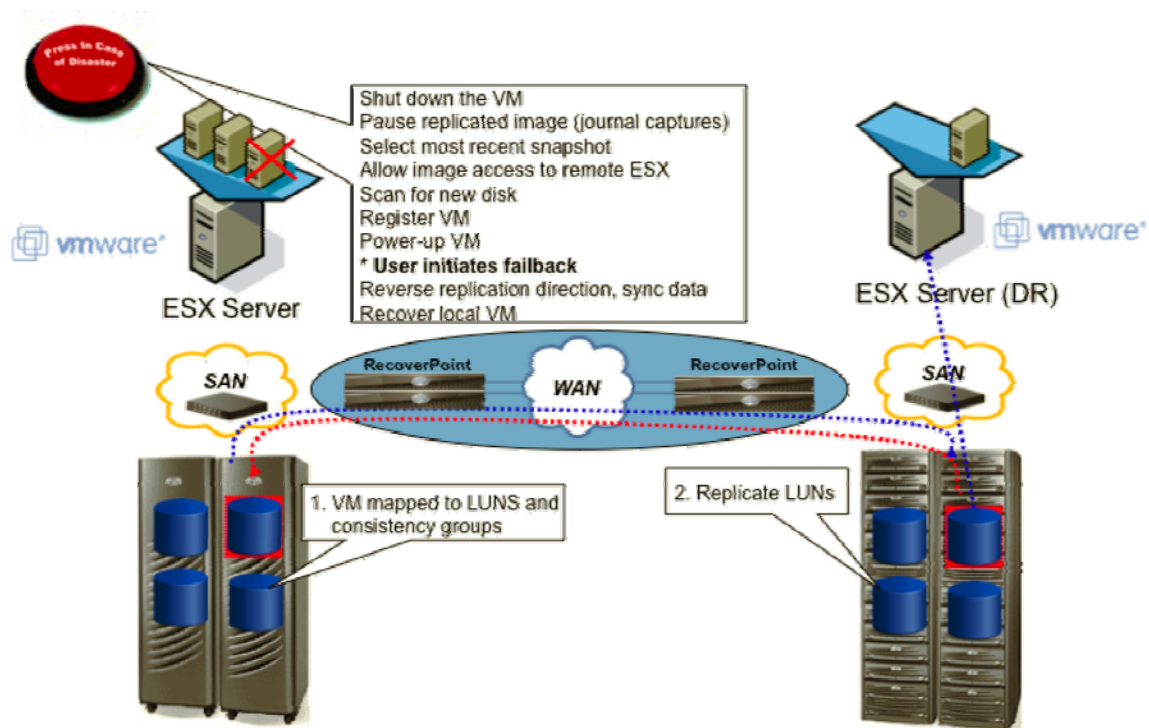 Press In Case
of Disaster
Shut down the VM
Pause replicated image (journal captures)
Select most recent snapshot
Allow image access to remote ESX
Scan for new disk
Register VM
Power-up VM
* User initiates failback
Reverse replication direction, sync data
Recover local VM
vmware®
vmware®
ESX Server
ESX Server (DR)
SAN
RecoverPoint
WAN
RecoverPoint
SAN
1. VM mapped to LUNS and
consistency groups
2. Replicate LUNs